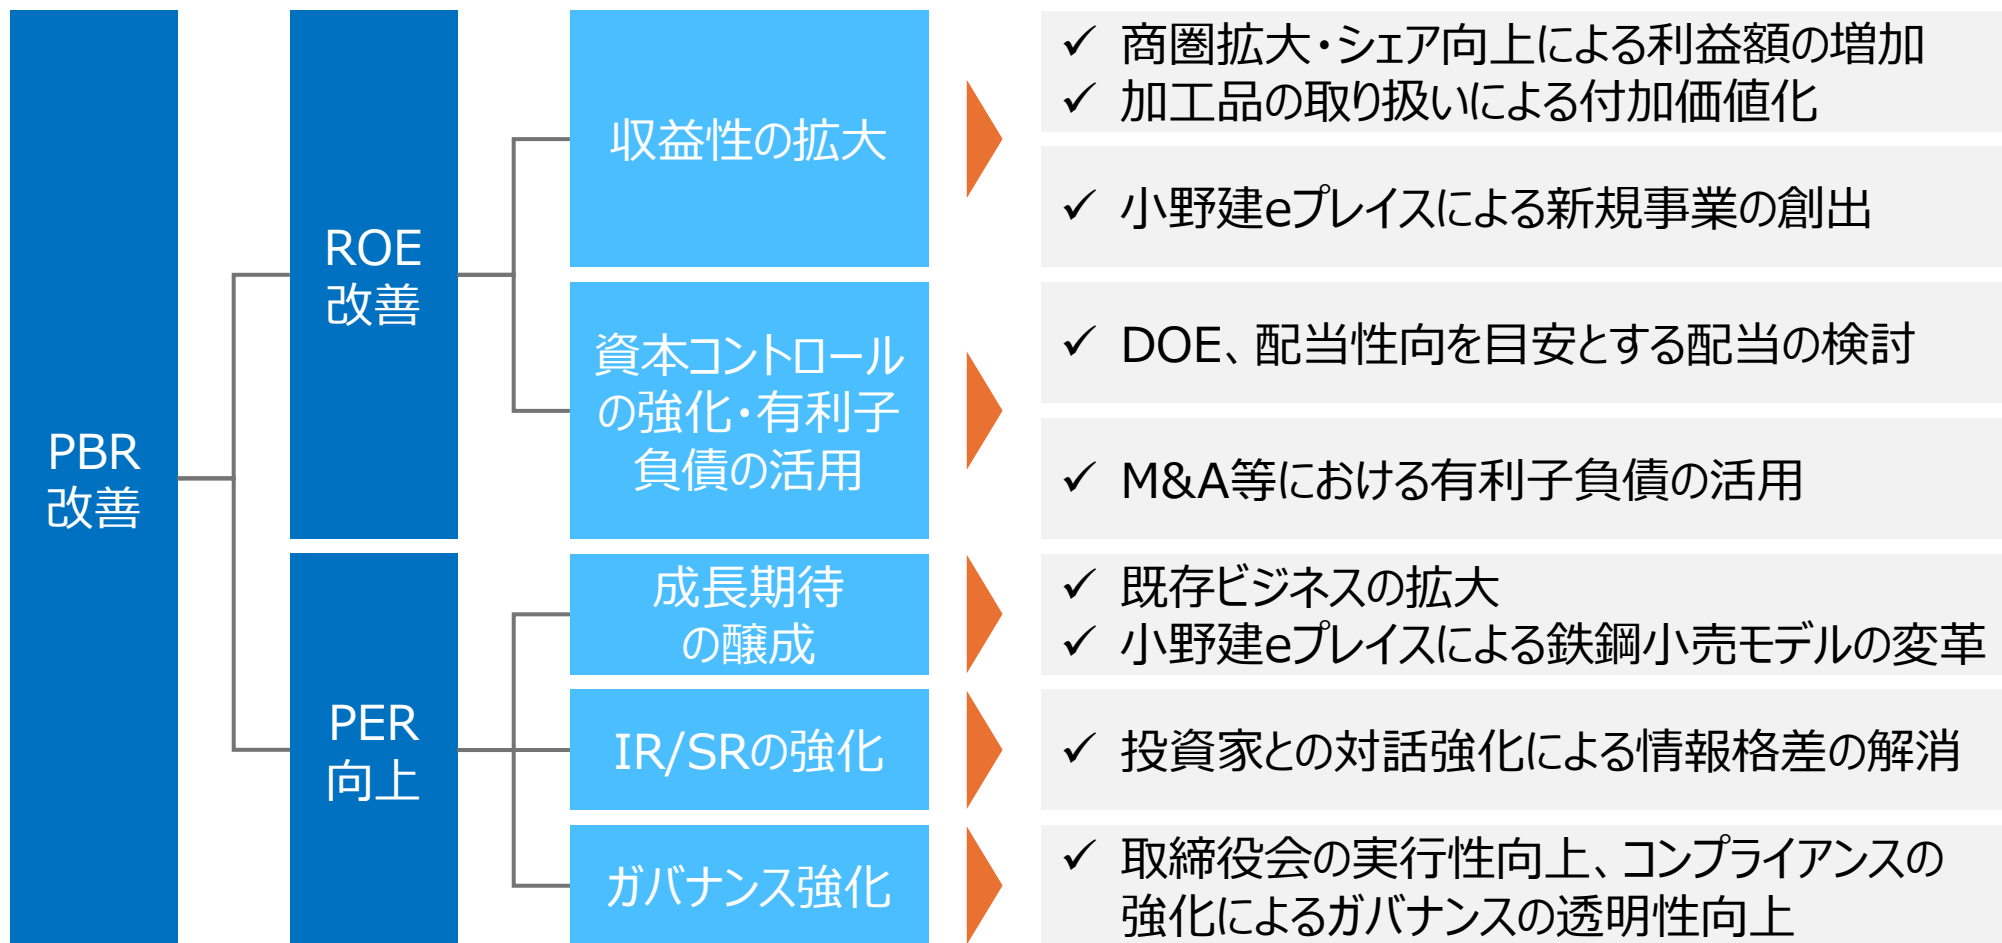 PBR
改善
ROE
改善
収益性の拡大
✓ 商圏拡大・シェア向上による利益額の増加
✓ 加工品の取り扱いによる付加価値化
✓ 小野建eプレイスによる新規事業の創出
資本コントロール
の強化・有利子
負債の活用
✓ DOE、配当性向を目安とする配当の検討
✓ M&A等における有利子負債の活用
PER
向上
成長期待
の醸成
✓ 既存ビジネスの拡大
✓ 小野建eプレイスによる鉄鋼小売モデルの変革
IR/SRの強化
✓ 投資家との対話強化による情報格差の解消
ガバナンス強化
✓ 取締役会の実行性向上、コンプライアンスの
強化によるガバナンスの透明性向上